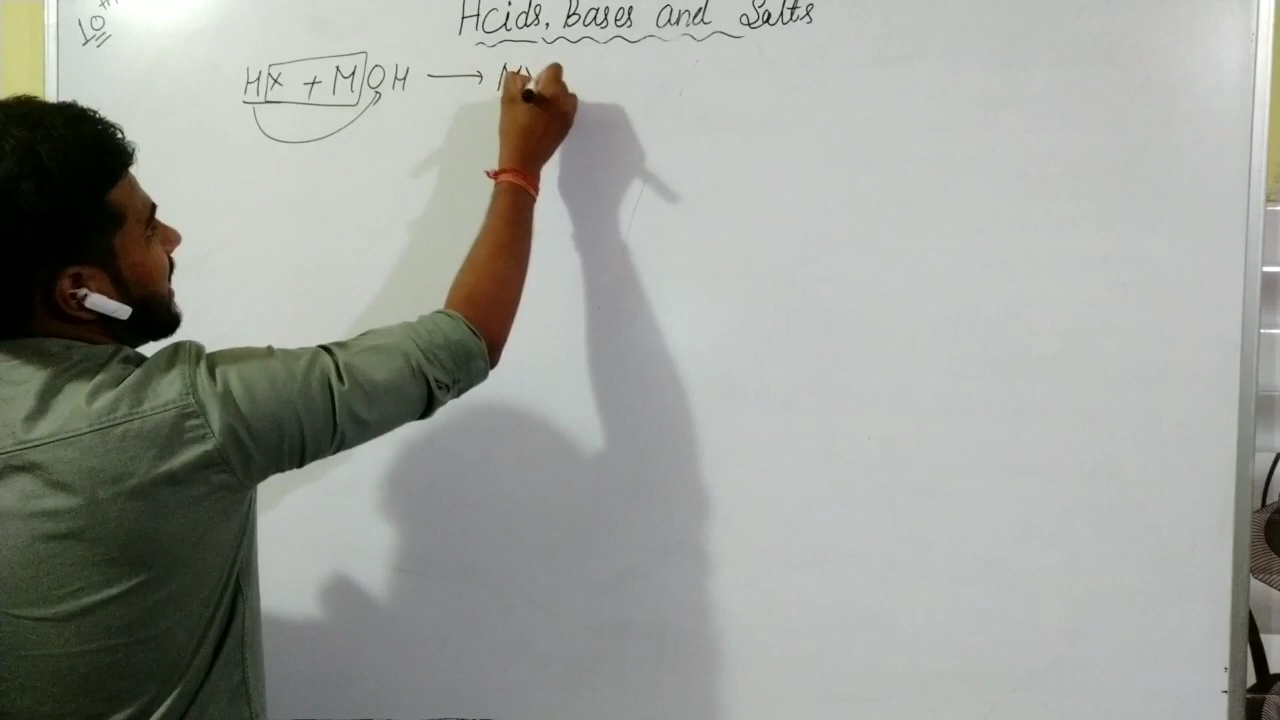 10th
Acids, Bases and Salts
HX + MOH → M